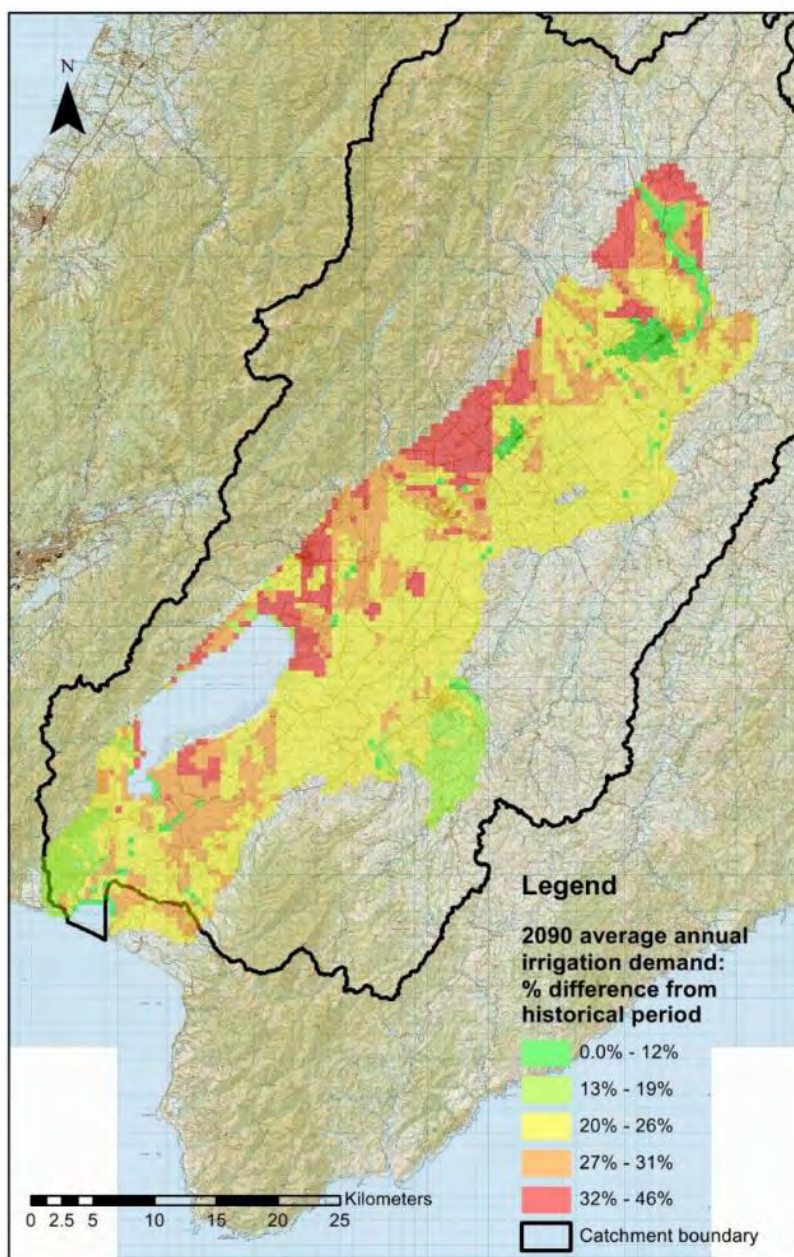 N
Legend
2090 average annual
irrigation demand:
% difference from
historical period
0.0% - 12%
13% - 19%
20% - 26%
27% - 31%
32% - 46%
Catchment boundary
Kilometers
0 2.5 5 10 15 20 25